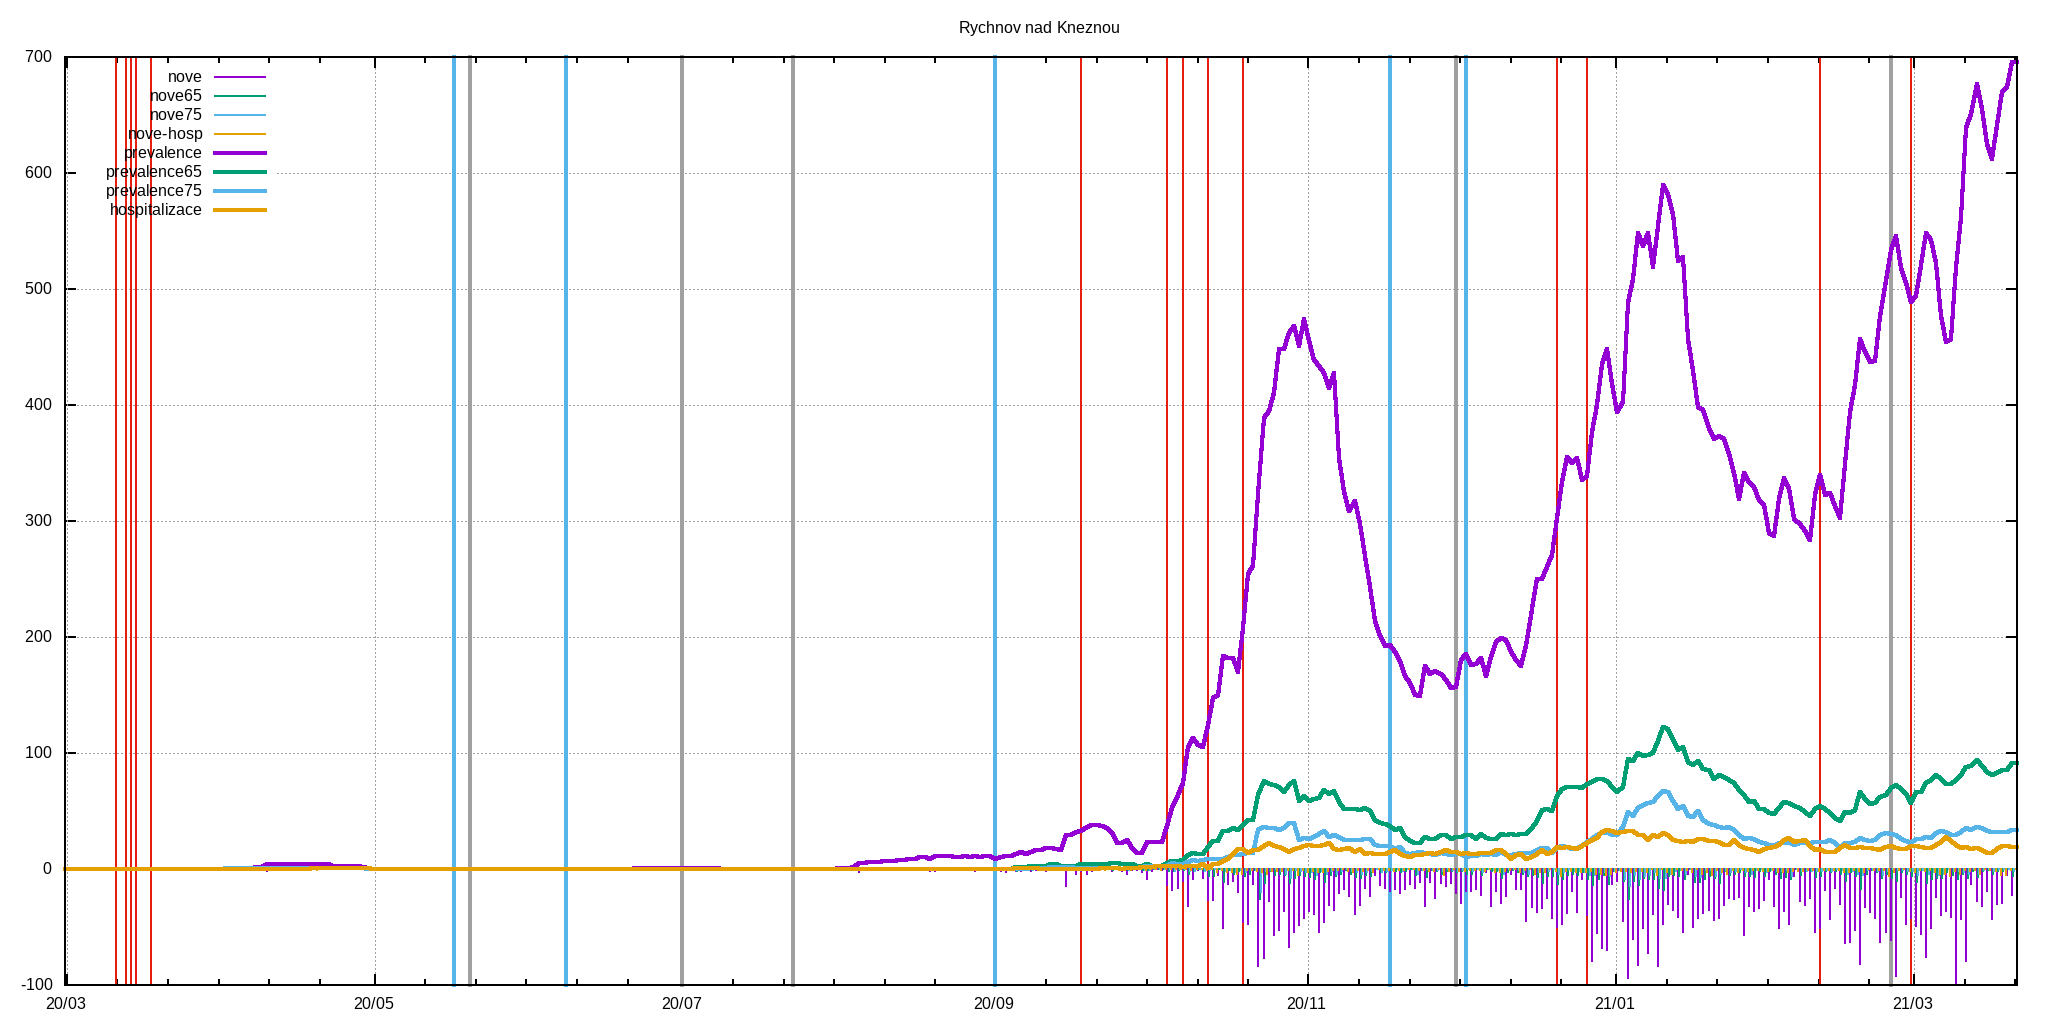 Rychnov nad Kneznou
700
600
500
400
300
200
100
0
-100
nove
nove65
nove75
nove-hosp
prevalence
prevalence65
prevalence75
hospitalizace
20/03 20/05 20/07 20/09 20/11 21/01 21/03